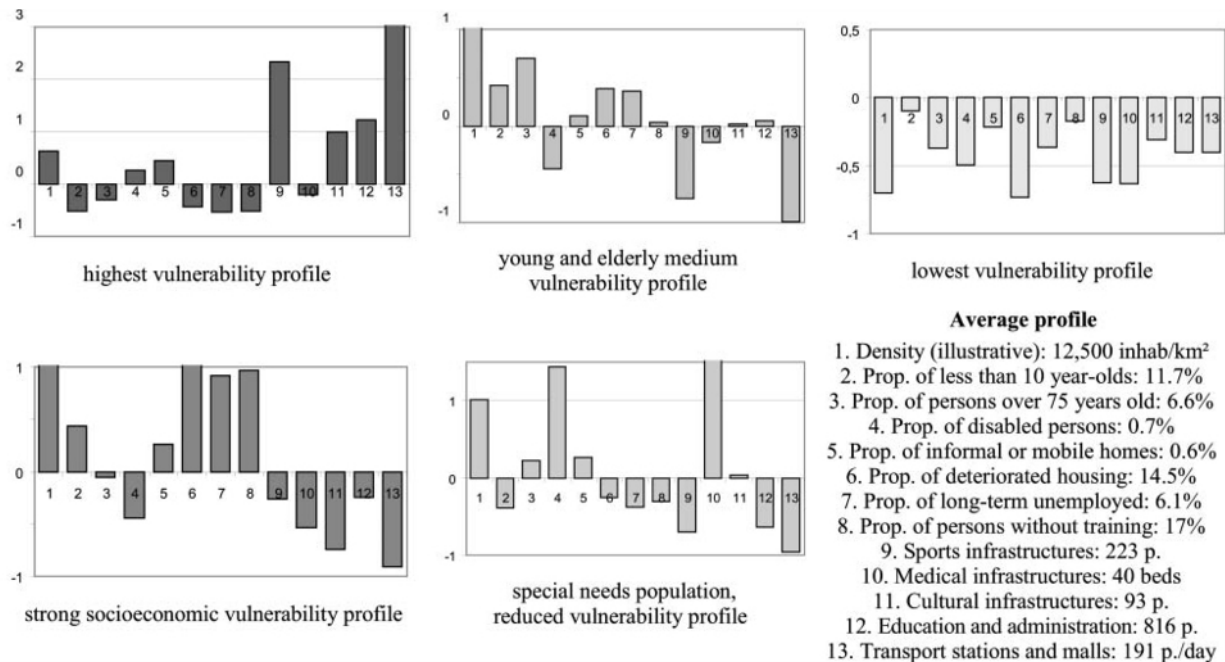 3
2
1
0
-1
1 2 3 4 5 6 7 8 9 10 11 12 13
highest vulnerability profile
1
0
-1
1 2 3 4 5 6 7 8 9 10 11 12 13
young and elderly medium
vulnerability profile
0,5
0
-0,5
-1
1 2 3 4 5 6 7 8 9 10 11 12 13
lowest vulnerability profile
1
0
-1
1 2 3 4 5 6 7 8 9 10 11 12 13
strong socioeconomic vulnerability profile
1
0
-1
1 2 3 4 5 6 7 8 9 10 11 12 13
special needs population,
reduced vulnerability profile
Average profile
1. Density (illustrative): 12,500 inhab/km²
2. Prop. of less than 10 year-olds: 11.7%
3. Prop. of persons over 75 years old: 6.6%
4. Prop. of disabled persons: 0.7%
5. Prop. of informal or mobile homes: 0.6%
6. Prop. of deteriorated housing: 14.5%
7. Prop. of long-term unemployed: 6.1%
8. Prop. of persons without training: 17%
9. Sports infrastructures: 223 p.
10. Medical infrastructures: 40 beds
11. Cultural infrastructures: 93 p.
12. Education and administration: 816 p.
13. Transport stations and malls: 191 p./day